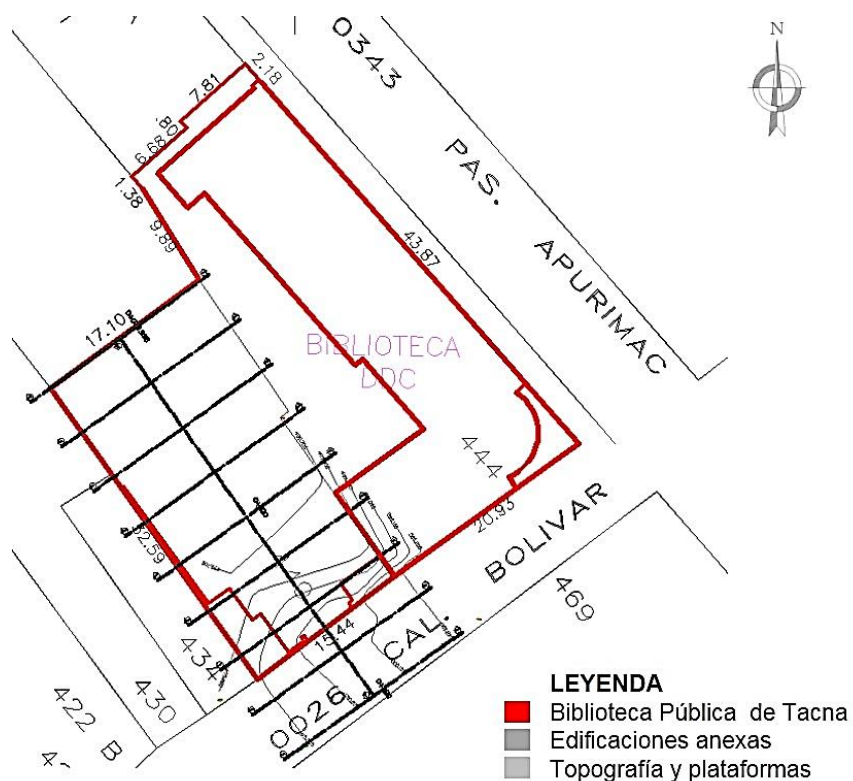 N
0343
PAS. APURIMAC
2.18
7.81
.80
6.68
1.38
9.89
43.87
17.10
BIBLIOTECA
DDC
444
20.93
CAL. BOLIVAR
469
15.44
434
0026
430
422 B
LEYENDA
Biblioteca Pública de Tacna
Edificaciones anexas
Topografía y plataformas